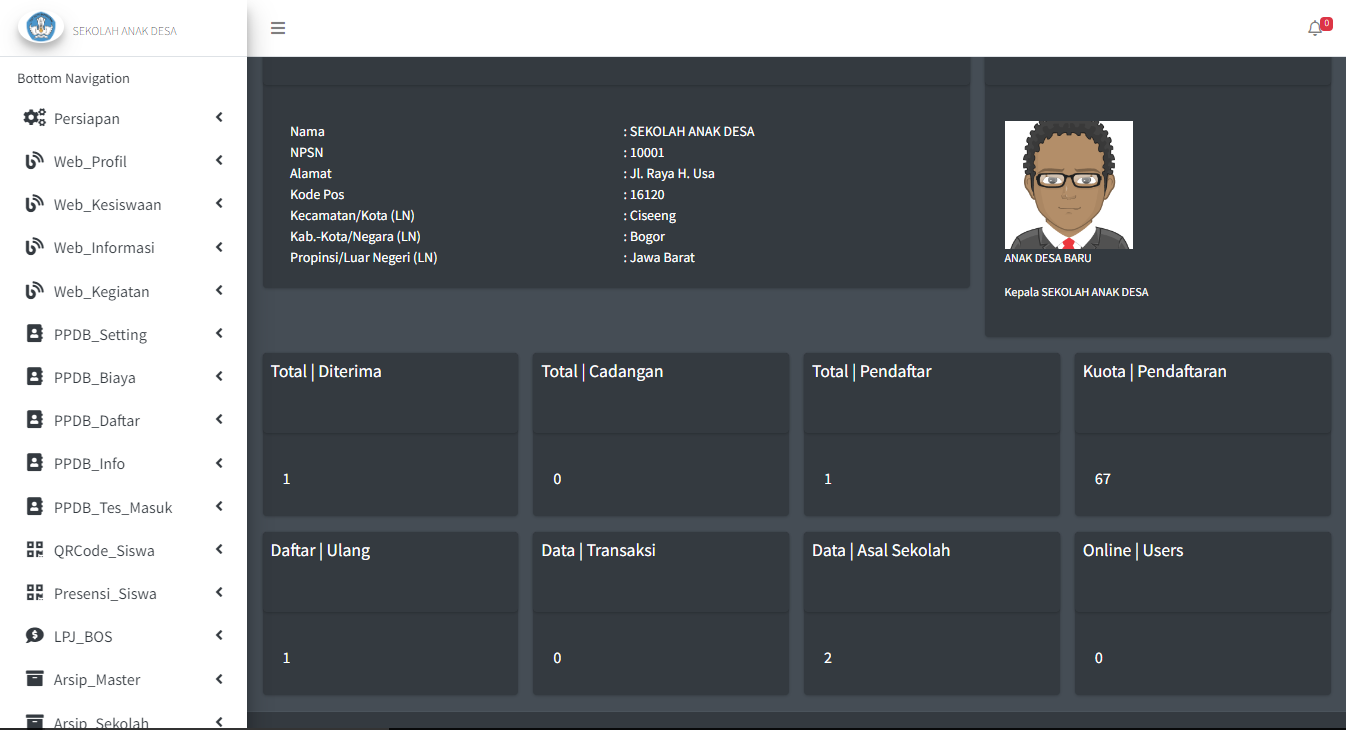 SEKOLAH ANAK DESA
0
Bottom Navigation
Persiapan
Web_Profil
Web_Kesiswaan
Web_Informasi
Web_Kegiatan
PPDB_Setting
PPDB_Biaya
PPDB_Daftar
PPDB_Info
PPDB_Tes_Masuk
QRCode_Siswa
Presensi_Siswa
LPJ_BOS
Arsip_Master
Arsip_Sekolah
Nama : SEKOLAH ANAK DESA
NPSN : 10001
Alamat : Jl. Raya H. Usa
Kode Pos : 16120
Kecamatan/Kota (LN) : Ciseeng
Kab.-Kota/Negara (LN) : Bogor
Propinsi/Luar Negeri (LN) : Jawa Barat
ANAK DESA BARU
Kepala SEKOLAH ANAK DESA
Total | Diterima
1
Total | Cadangan
0
Total | Pendaftar
1
Kuota | Pendaftaran
67
Daftar | Ulang
1
Data | Transaksi
0
Data | Asal Sekolah
2
Online | Users
0